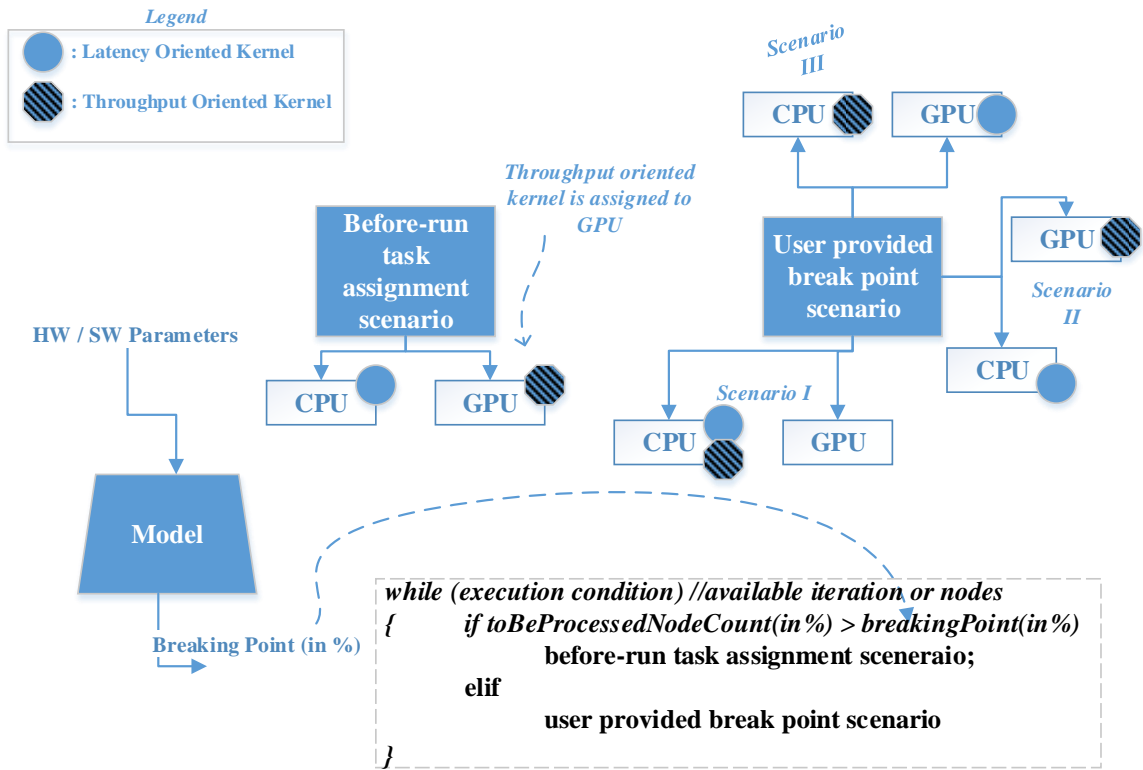 Legend
: Latency Oriented Kernel
: Throughput Oriented Kernel
Scenario
III
CPU
GPU
Throughput oriented
kernel is assigned to
GPU
Before-run
task
assignment
scenario
User provided
break point
scenario
GPU
Scenario
II
HW / SW Parameters
CPU
CPU
GPU
Scenario I
CPU
GPU
Model
while (execution condition) //available iteration or nodes
{ if toBeProcessedNodeCount(in%) > breakingPoint(in%)
before-run task assignment sceneraio;
elif
user provided break point scenario
}
Breaking Point (in %)